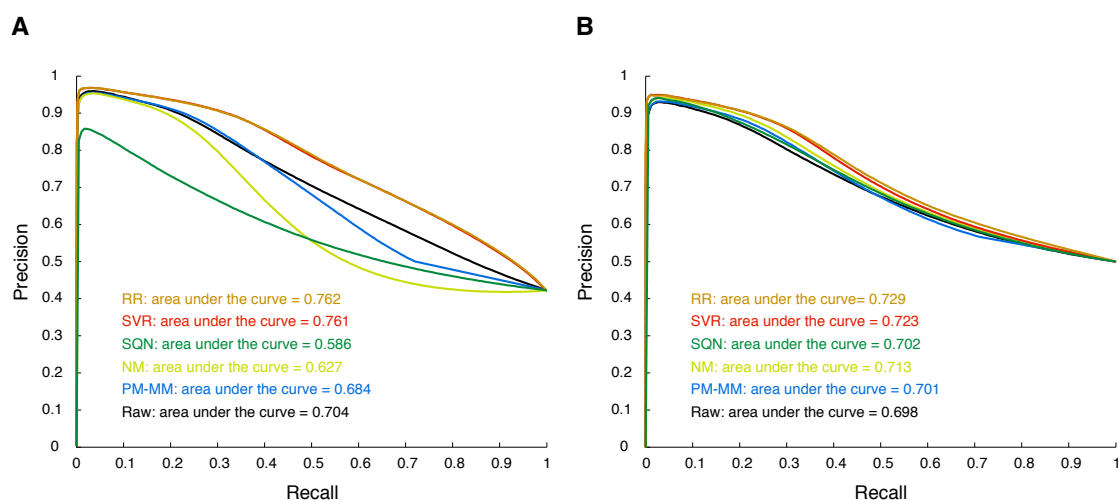 A
1
0.9
0.8
0.7
0.6
0.5
0.4
0.3
0.2
0.1
0
Precision
RR: area under the curve = 0.762
SVR: area under the curve = 0.761
SQN: area under the curve = 0.586
NM: area under the curve = 0.627
PM-MM: area under the curve = 0.684
Raw: area under the curve = 0.704
0 0.1 0.2 0.3 0.4 0.5 0.6 0.7 0.8 0.9 1
Recall
B
1
0.9
0.8
0.7
0.6
0.5
0.4
0.3
0.2
0.1
0
Precision
RR: area under the curve= 0.729
SVR: area under the curve = 0.723
SQN: area under the curve = 0.702
NM: area under the curve = 0.713
PM-MM: area under the curve = 0.701
Raw: area under the curve = 0.698
0 0.1 0.2 0.3 0.4 0.5 0.6 0.7 0.8 0.9 1
Recall